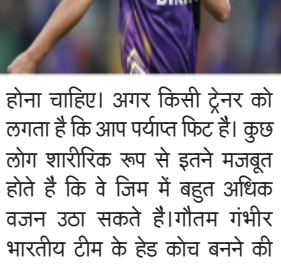 होना चाहिए। अगर किसी ट्रेनर को
लगता है कि आप पर्याप्त फिट है। कुछ
लोग शारीरिक रूप से इतने मजबूत
होते है कि वे जिम में बहुत अधिक
वजन उठा सकते है।गौतम गंभीर
भारतीय टीम के हेड कोच बनने की